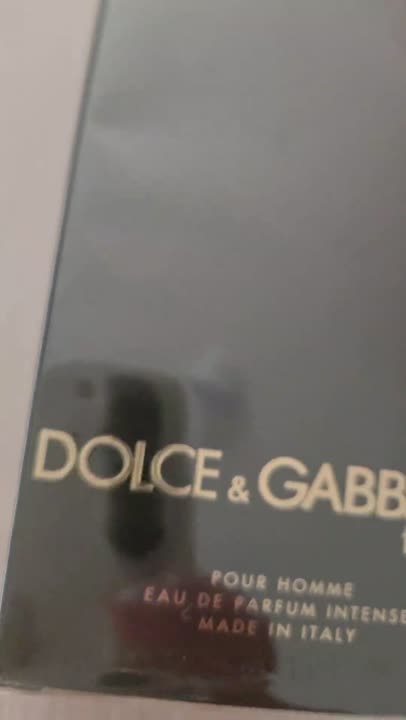 DOLCE & GABB
POUR HOMME
EAU DE PARFUM INTENSE
MADE IN ITALY